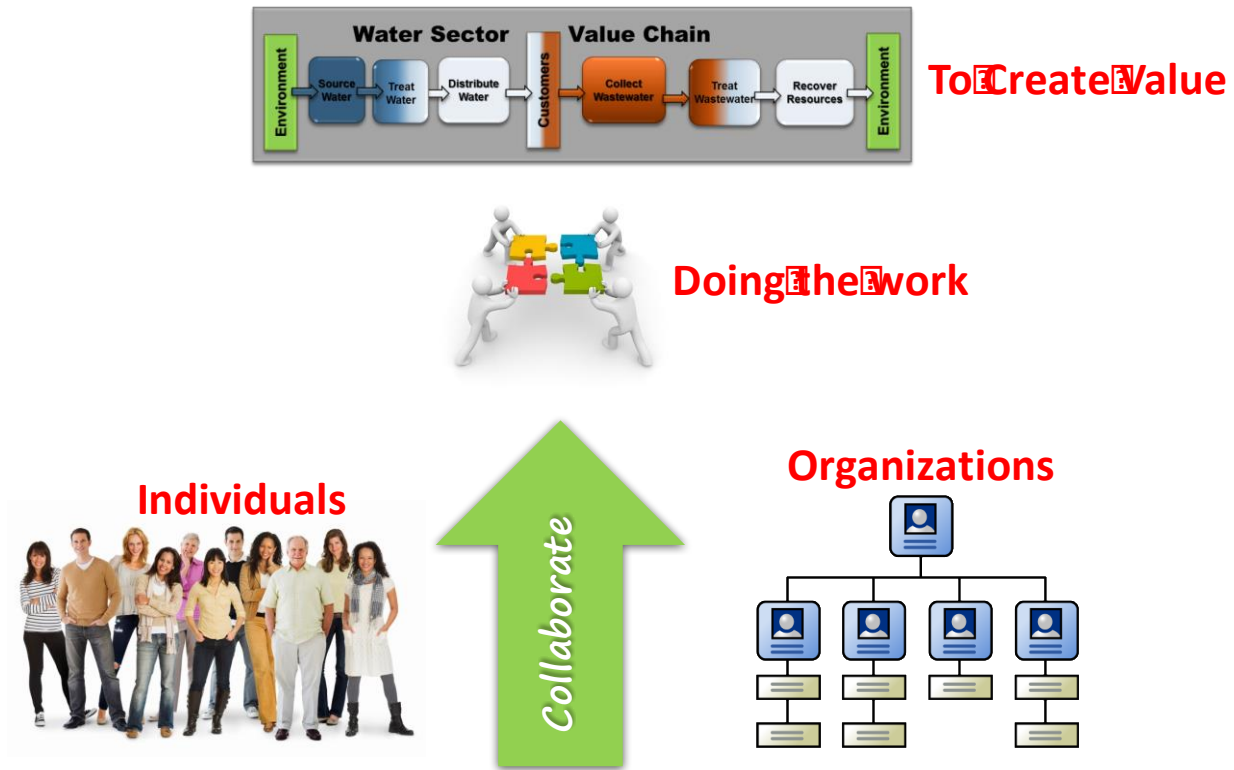 Water Sector Value Chain
Environment
Source
Water
Treat
Water
Distribute
Water
Customers
Collect
Wastewater
Treat
Wastewater
Recover
Resources
Environment
To Create Value
Doing the work
Individuals
Collaborate
Organizations